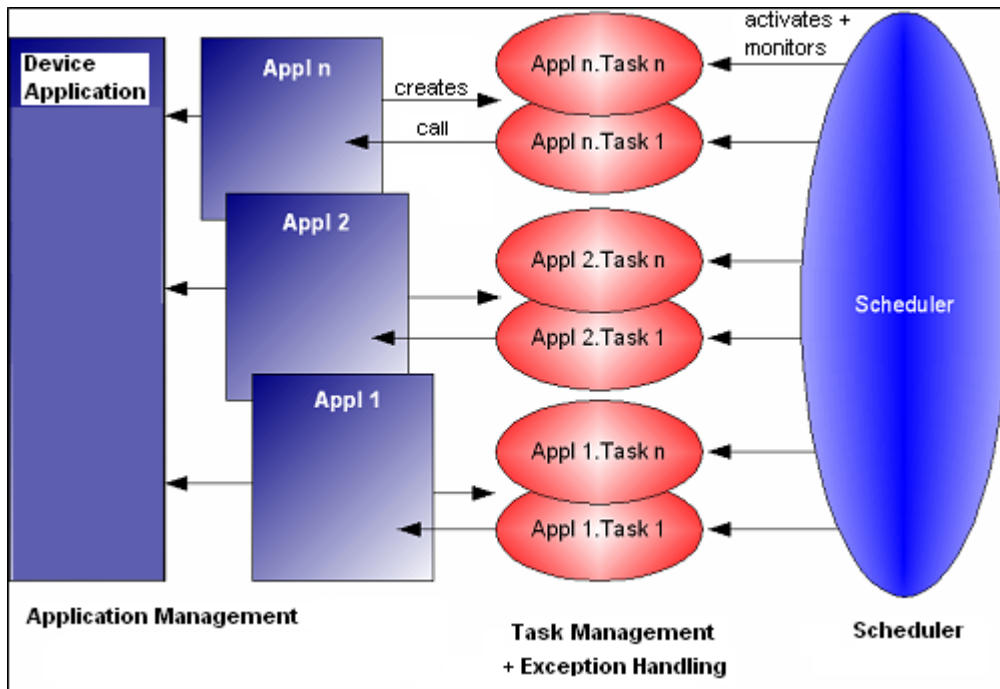 activates +
monitors
Device
Application
Appl n
Appl n.Task n
creates
call
Appl n.Task 1
Appl 2
Appl 2.Task n
Appl 2.Task 1
Scheduler
Appl 1
Appl 1.Task n
Appl 1.Task 1
Application Management
Task Management
+ Exception Handling
Scheduler